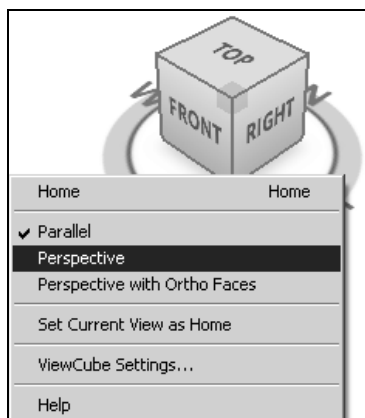 TOP
FRONT
RIGHT
W
N
Home Home
Parallel
Perspective
Perspective with Ortho Faces
Set Current View as Home
ViewCube Settings...
Help